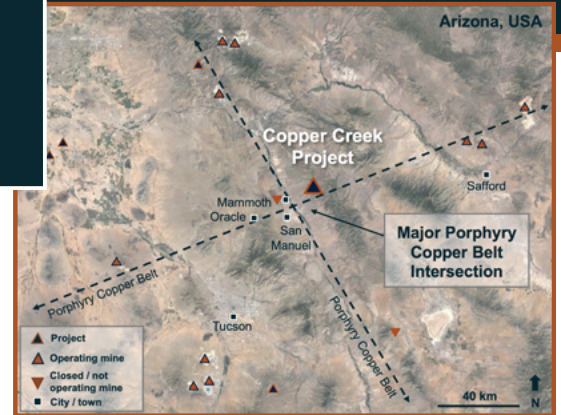 Arizona, USA
Copper Creek
Project
Safford
Mammoth
Oracle
San
Manuel
Major Porphyry
Copper Belt
Intersection
Porphyry Copper Belt
Porphyry Copper Belt
Tucson
Project
Operating mine
Closed / not
operating mine
City / town
40 km
N